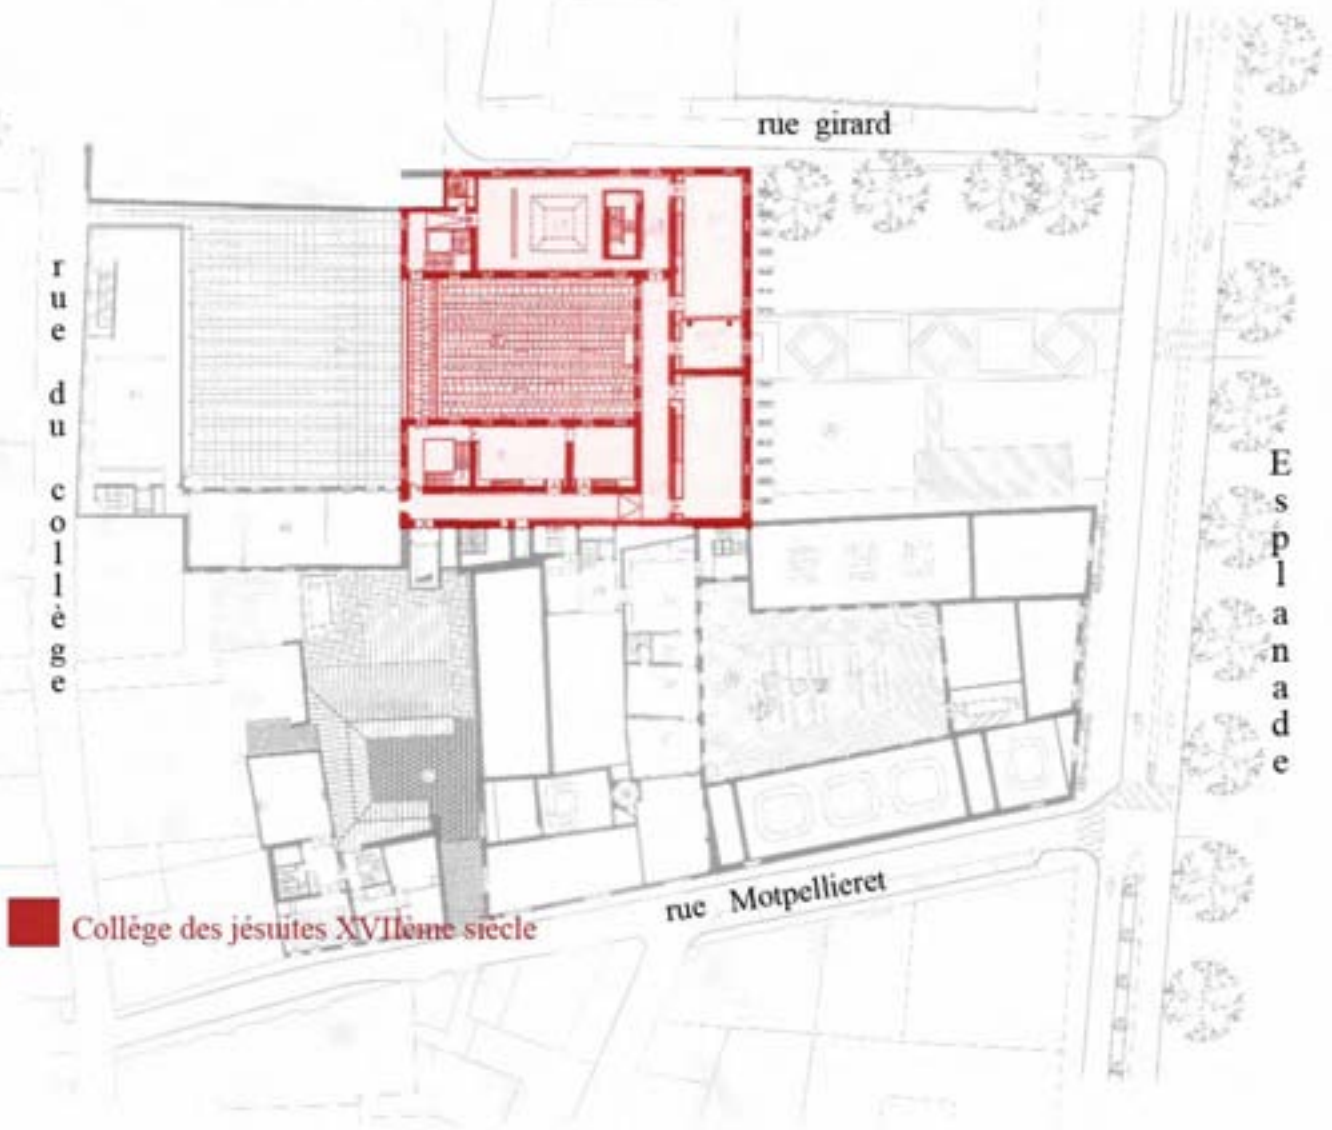 rue girard
rue du collège
Esplanade
rue Motpellieret
Collège des jésuites XVIIème siècle